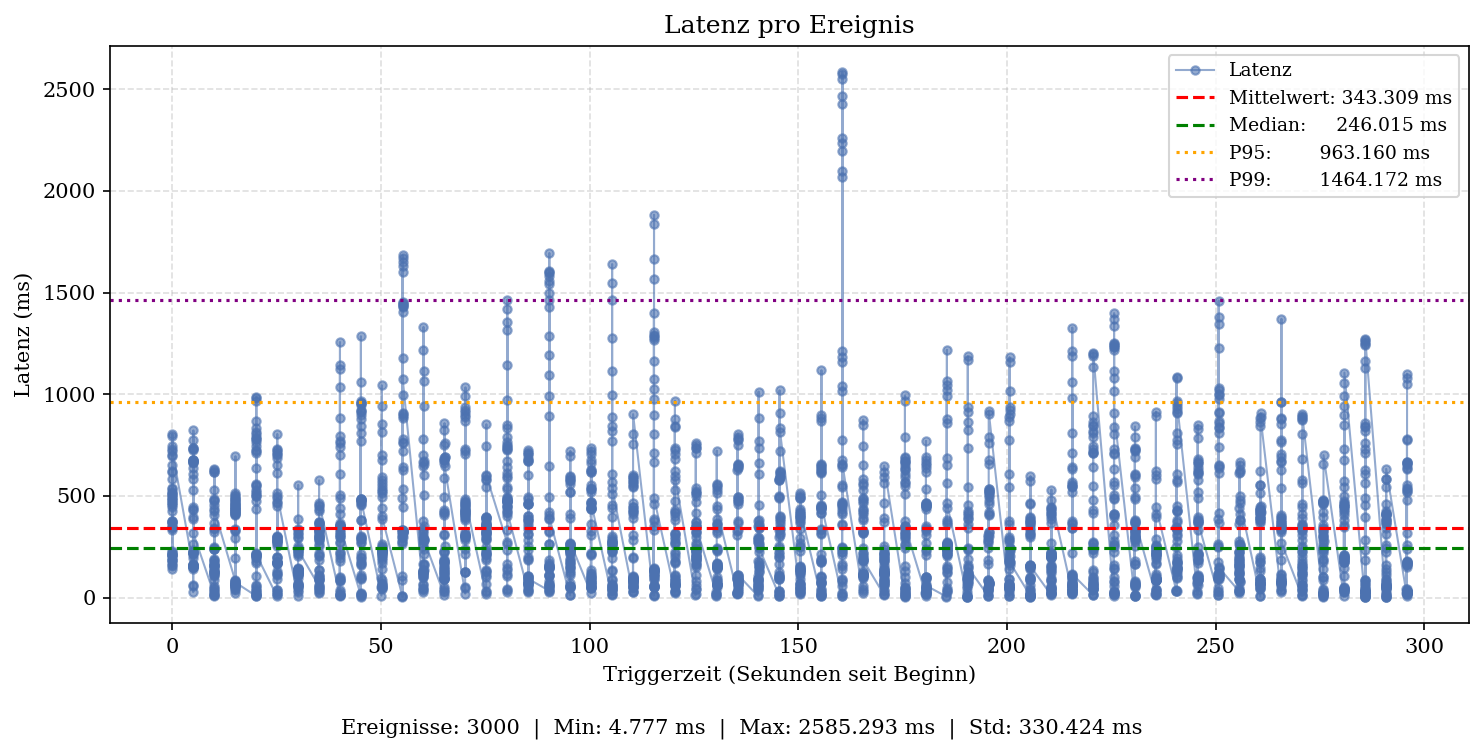 Latenz pro Ereignis
Latenz (ms)
2500
2000
1500
1000
500
0
Latenz
Mittelwert: 343.309 ms
Median: 246.015 ms
P95: 963.160 ms
P99: 1464.172 ms
0 50 100 150 200 250 300
Triggerzeit (Sekunden seit Beginn)
Ereignisse: 3000 | Min: 4.777 ms | Max: 2585.293 ms | Std: 330.424 ms